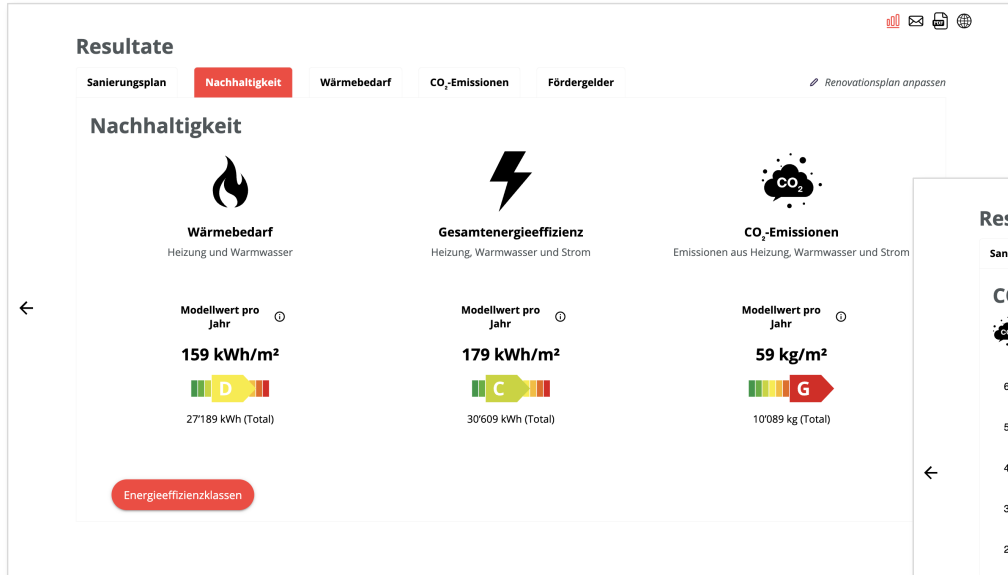 PDF
Resultate
Sanierungsplan Nachhaltigkeit Wärmebedarf CO₂-Emissionen Fördergelder Renovationsplan anpassen
Nachhaltigkeit
CO₂
Wärmebedarf Gesamtenergieeffizienz CO₂-Emissionen
Heizung und Warmwasser Heizung, Warmwasser und Strom Emissionen aus Heizung, Warmwasser und Strom
Modellwert pro Modellwert pro Modellwert pro
Jahr Jahr Jahr
159 kWh/m² 179 kWh/m² 59 kg/m²
D C G
27’189 kWh (Total) 30’609 kWh (Total) 10’089 kg (Total)
Energieeffizienzklassen
Res
San